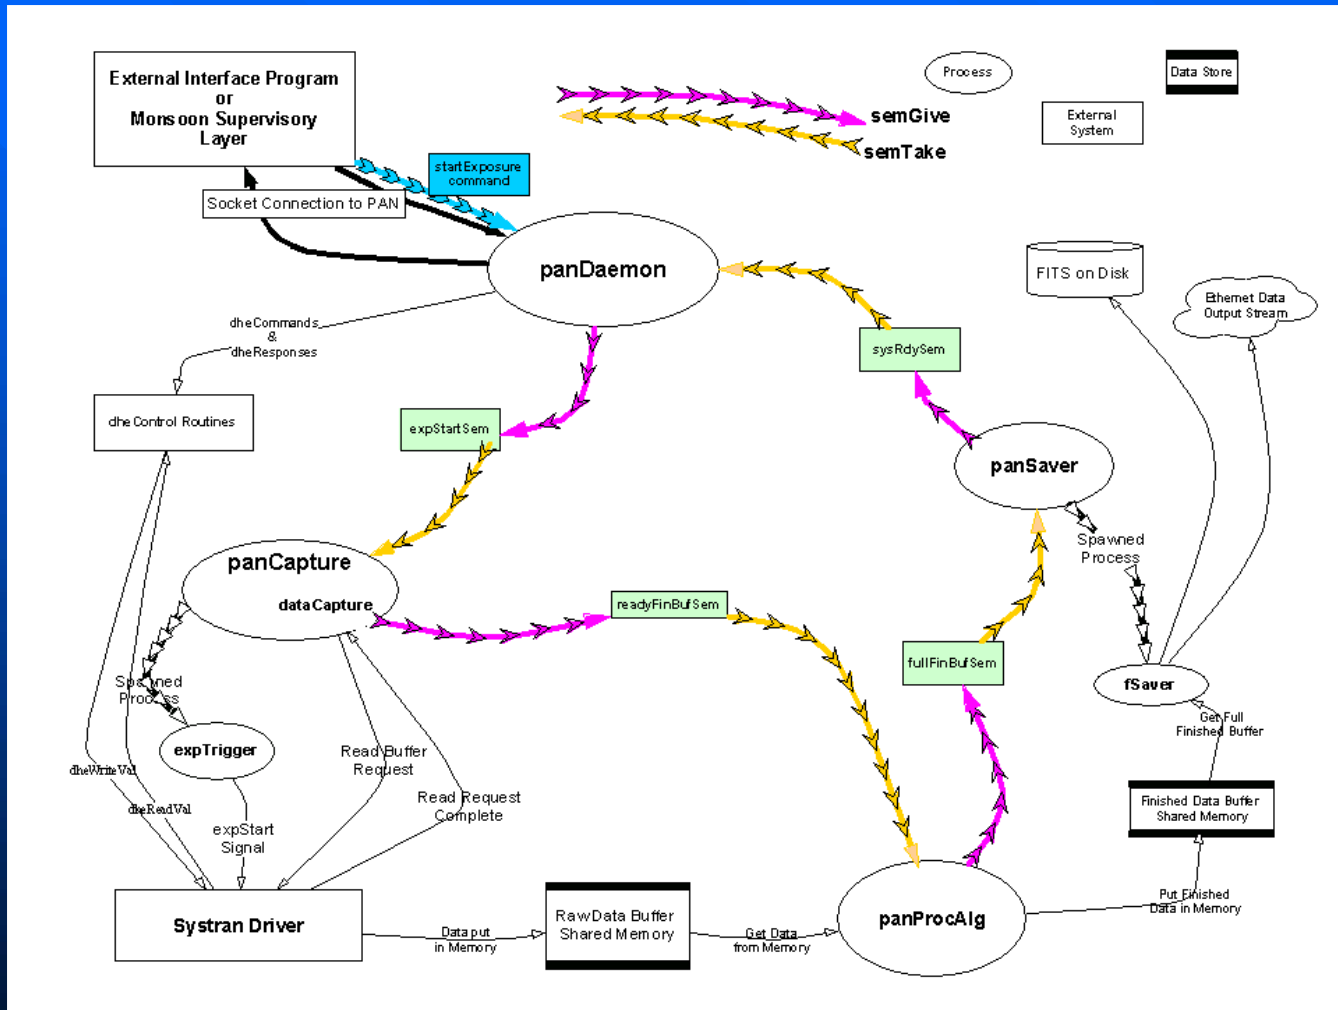 External Interface Program
or
Monsoon Supervisory
Layer
startExposure
command
Socket Connection to PAN
semGive
semTake
Process
Data Store
External
System
panDaemon
FITS on Disk
Ethernet Data
Output Stream
dheCommands
&
dheResponses
sysRdySem
dheControl Routines
expStartSem
panSaver
Spawned
Process
panCapture
dataCapture
readyFinBufSem
fullFinBufSem
fSaver
Spawned
Process
expTrigger
Get Full
Finished Buffer
Read Buffer
Request
dheWriteVal
dheReadVal
Read Request
Complete
Finished Data Buffer
Shared Memory
expStart
Signal
Systran Driver
Data put
in Memory
RawData Buffer
Shared Memory
Get Data
from Memory
panProcAlg
Put Finished
Data in Memory